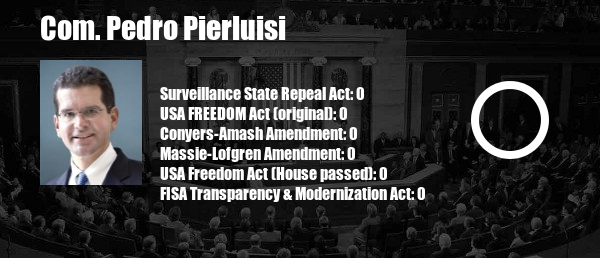 Com. Pedro Pierluisi
Surveillance State Repeal Act: 0
USA FREEDOM Act (original): 0
Conyers-Amash Amendment: 0
Massie-Lofgren Amendment: 0
USA Freedom Act (House passed): 0
FISA Transparency & Modernization Act: 0